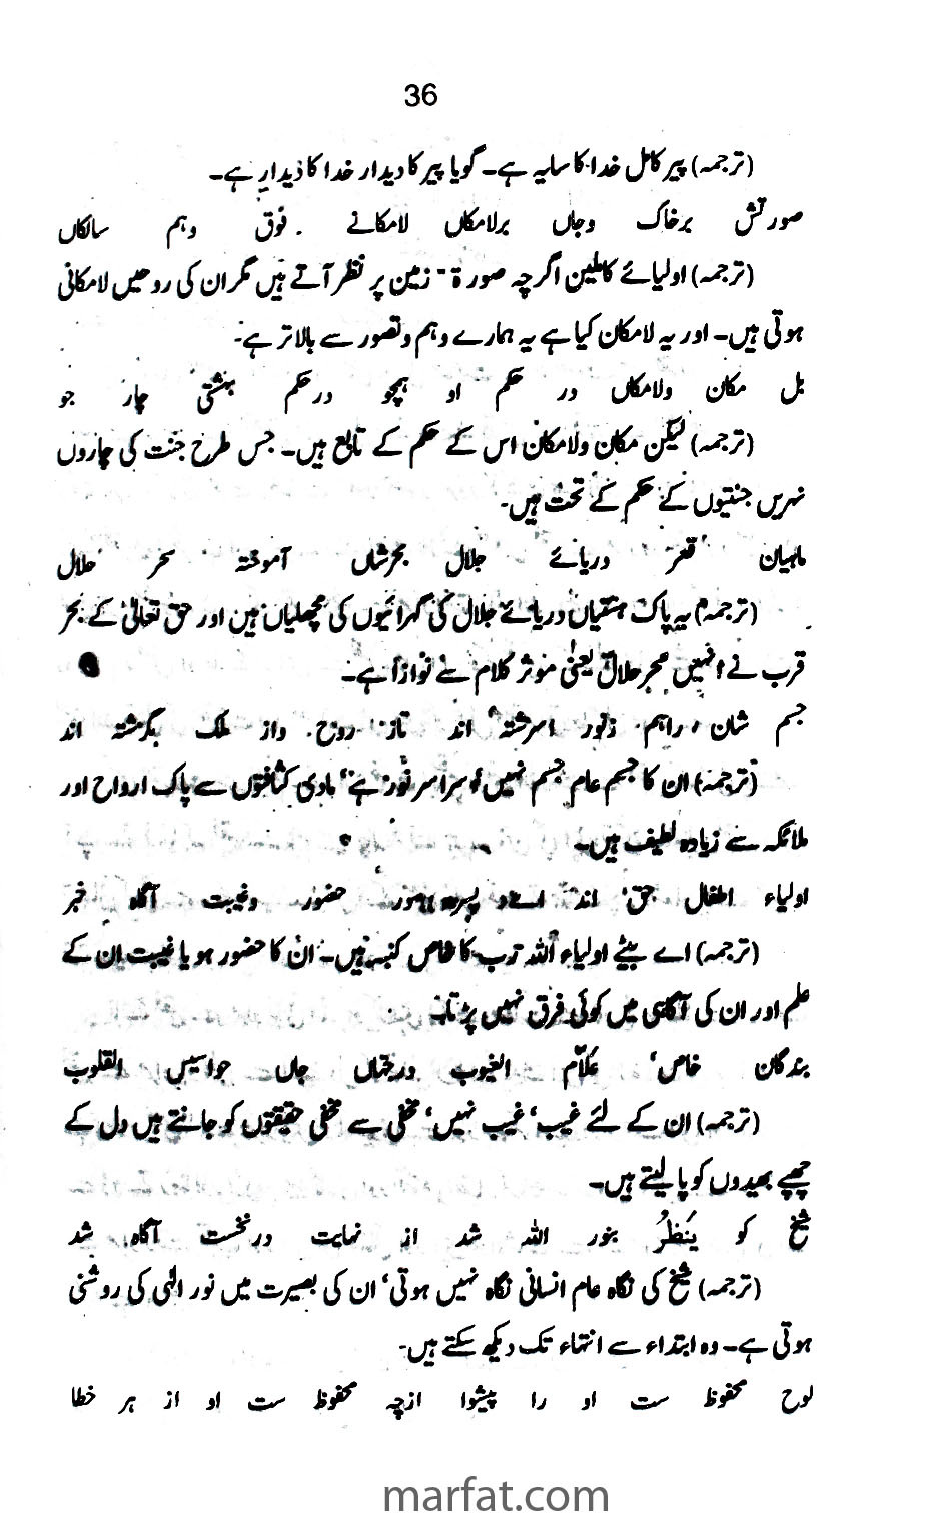 36
(ترجمہ) پیر کامل خدا کا سایہ ہے۔ گویا پیر کا دیدار خدا کا دیدار ہے۔
صورتش برخاک وجاں برلامکاں لامکانے فوق وہم سالکاں
(ترجمہ) اولیائے کاملین اگرچہ صورۃ زمین پر نظر آتے ہیں مگر ان کی روحیں لامکانی
ہوتی ہیں۔ اور یہ لامکان کیا ہے یہ ہمارے وہم وتصور سے بالاتر ہے۔
بل مکان ولامکاں در حکم او ہمچو درحکم بہشتی چار جو
(ترجمہ) لیکن مکان ولامکان اس کے حکم کے تابع ہیں۔ جس طرح جنت کی چاروں
نہریں جنتیوں کے حکم کے تحت ہیں۔
ماہیان قعر دریائے جلال بحرشاں آموختہ سحر حلال
(ترجمہ) یہ پاک ہستیاں دریائے جلال کی گہرائیوں کی مچھلیاں ہیں اور حق تعالیٰ کے بحر
قرب نے انہیں سحر حلال یعنی موثر کلام سے نوازا ہے۔
جسم شان راہم زنور اسرشتہ اند تاز روح واز ملک بگزشتہ اند
(ترجمہ) ان کا جسم عام جسم نہیں، سراسر نور ہے، مادی کثافتوں سے پاک ارواح اور
ملائکہ سے زیادہ لطیف ہیں۔
اولیاء اطفال حق اند اے پسر در حضور وغیبت آگاہ خبر
(ترجمہ) اے بیٹے اولیاء اللہ رب کا خاص کنبہ ہیں۔ ان کا حضور ہو یا غیبت ان کے
علم اور ان کی آگاہی میں کوئی فرق نہیں پڑتا۔
بندگان خاص، علاّم الغیوب درجہاں جاں جواسیس القلوب
(ترجمہ) ان کے لئے غیب، غیب نہیں، مخفی سے مخفی حقیقتوں کو جانتے ہیں دل کے
چھپے بھیدوں کو پالیتے ہیں۔
شیخ کو یَنظُرُ بنور اللہ شد از نہایت درنخست آگاہ شد
(ترجمہ) شیخ کی نگاہ عام انسانی نگاہ نہیں ہوتی، ان کی بصیرت میں نور الٰہی کی روشنی
ہوتی ہے۔ وہ ابتداء سے انتہاء تک دیکھ سکتے ہیں۔
لوح محفوظ ست او را پیشوا ازچہ محفوظ ست او از ہر خطا
marfat.com